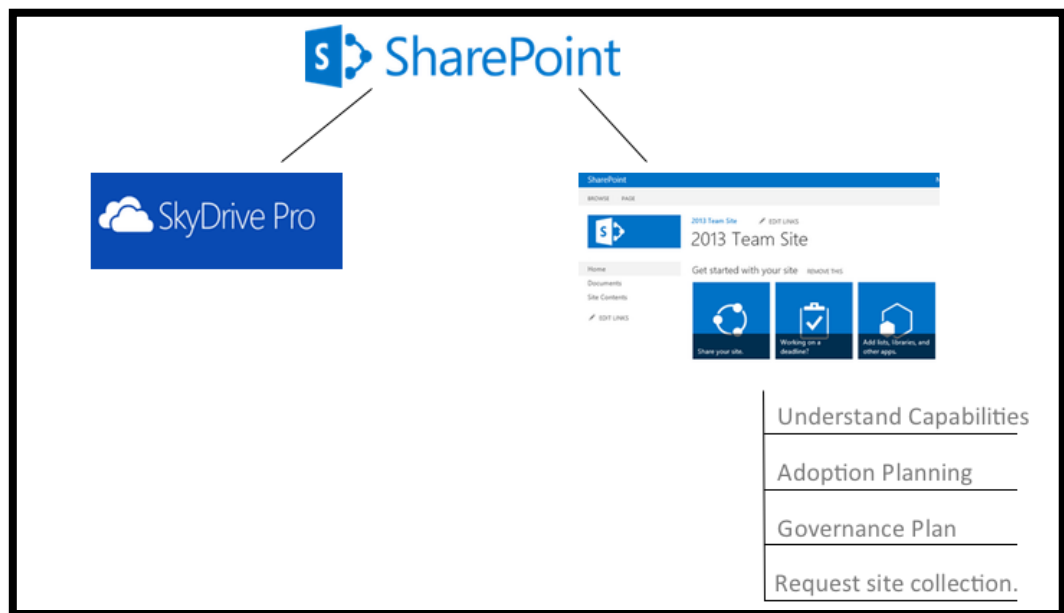 S SharePoint
SkyDrive Pro
SharePoint
BROWSE PAGE
S
2013 Team Site EDIT LINKS
2013 Team Site
Home
Documents
Site Contents
EDIT LINKS
Get started with your site REMOVE THIS
Share your site.
Working on a
deadline?
Add lists, libraries, and
other apps.
Understand Capabilities
Adoption Planning
Governance Plan
Request site collection.